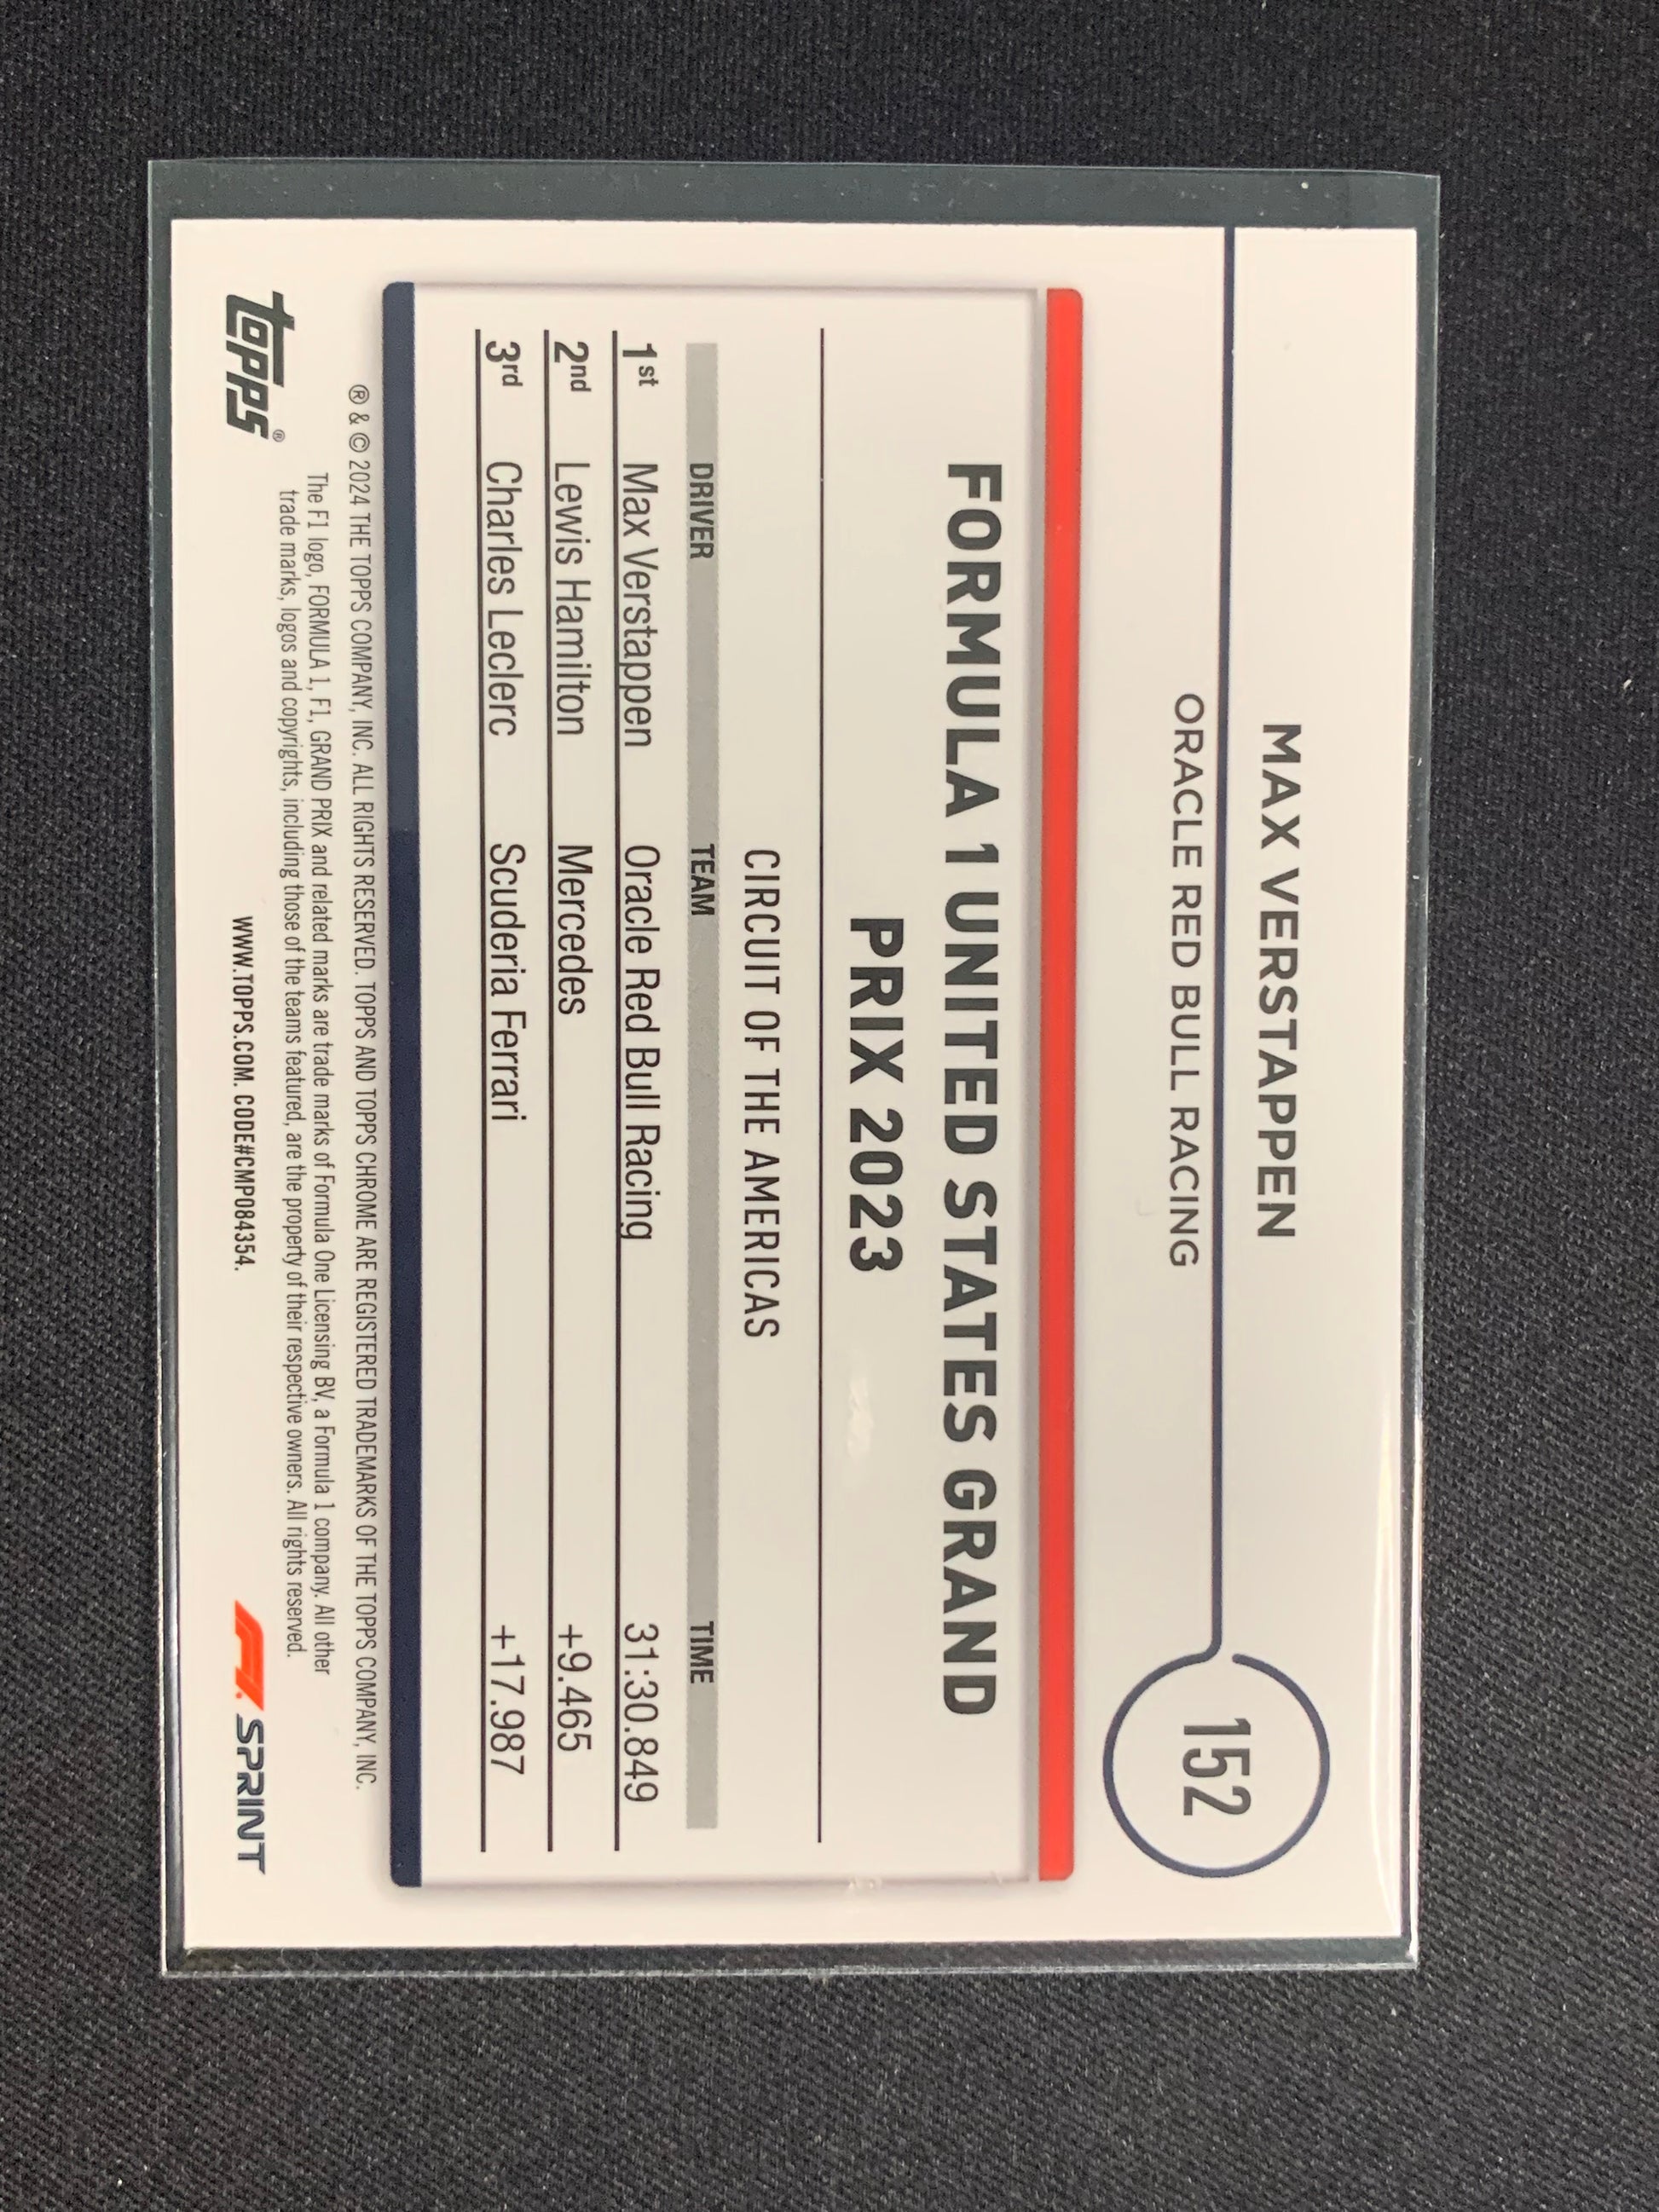 MAX VERSTAPPEN
ORACLE RED BULL RACING
152
FORMULA 1 UNITED STATES GRAND
PRIX 2023
CIRCUIT OF THE AMERICAS
DRIVER TEAM TIME
1st Max Verstappen Oracle Red Bull Racing 31:30.849
2nd Lewis Hamilton Mercedes +9.465
3rd Charles Leclerc Scuderia Ferrari +17.987
® & © 2024 THE TOPPS COMPANY, INC. ALL RIGHTS RESERVED. TOPPS AND TOPPS CHROME ARE REGISTERED TRADEMARKS OF THE TOPPS COMPANY, INC.
The F1 logo, FORMULA 1, F1, GRAND PRIX and related marks are trade marks of Formula One Licensing BV, a Formula 1 company. All other
trade marks, logos and copyrights, including those of the teams featured, are the property of their respective owners. All rights reserved.
topps®
WWW.TOPPS.COM. CODE#CMP084354.
F1. SPRINT